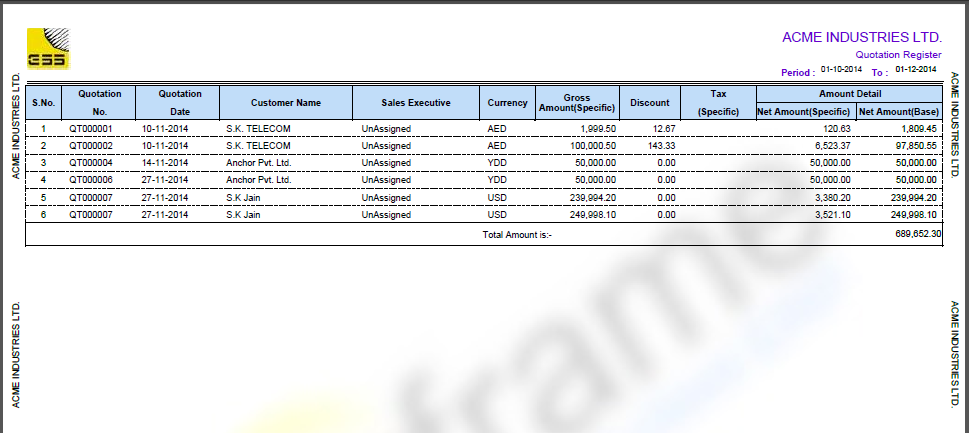 ESS
ACME INDUSTRIES LTD.
Quotation Register
Period : 01-10-2014 To : 01-12-2014
S.No. Quotation No. Quotation Date Customer Name Sales Executive Currency Gross Amount(Specific) Discount Tax (Specific) Amount Detail Net Amount(Specific) Net Amount(Base)
1 QT000001 10-11-2014 S.K. TELECOM UnAssigned AED 1,999.50 12.67 120.63 1,809.45
2 QT000002 10-11-2014 S.K. TELECOM UnAssigned AED 100,000.50 143.33 6,523.37 97,850.55
3 QT000004 14-11-2014 Anchor Pvt. Ltd. UnAssigned YDD 50,000.00 0.00 50,000.00 50,000.00
4 QT000006 27-11-2014 Anchor Pvt. Ltd. UnAssigned YDD 50,000.00 0.00 50,000.00 50,000.00
5 QT000007 27-11-2014 S.K Jain UnAssigned USD 239,994.20 0.00 3,380.20 239,994.20
6 QT000007 27-11-2014 S.K Jain UnAssigned USD 249,998.10 0.00 3,521.10 249,998.10
Total Amount is:- 689,652.30
ACME INDUSTRIES LTD.
ACME INDUSTRIES LTD.
ACME INDUSTRIES LTD.
ACME INDUSTRIES LTD.
frame